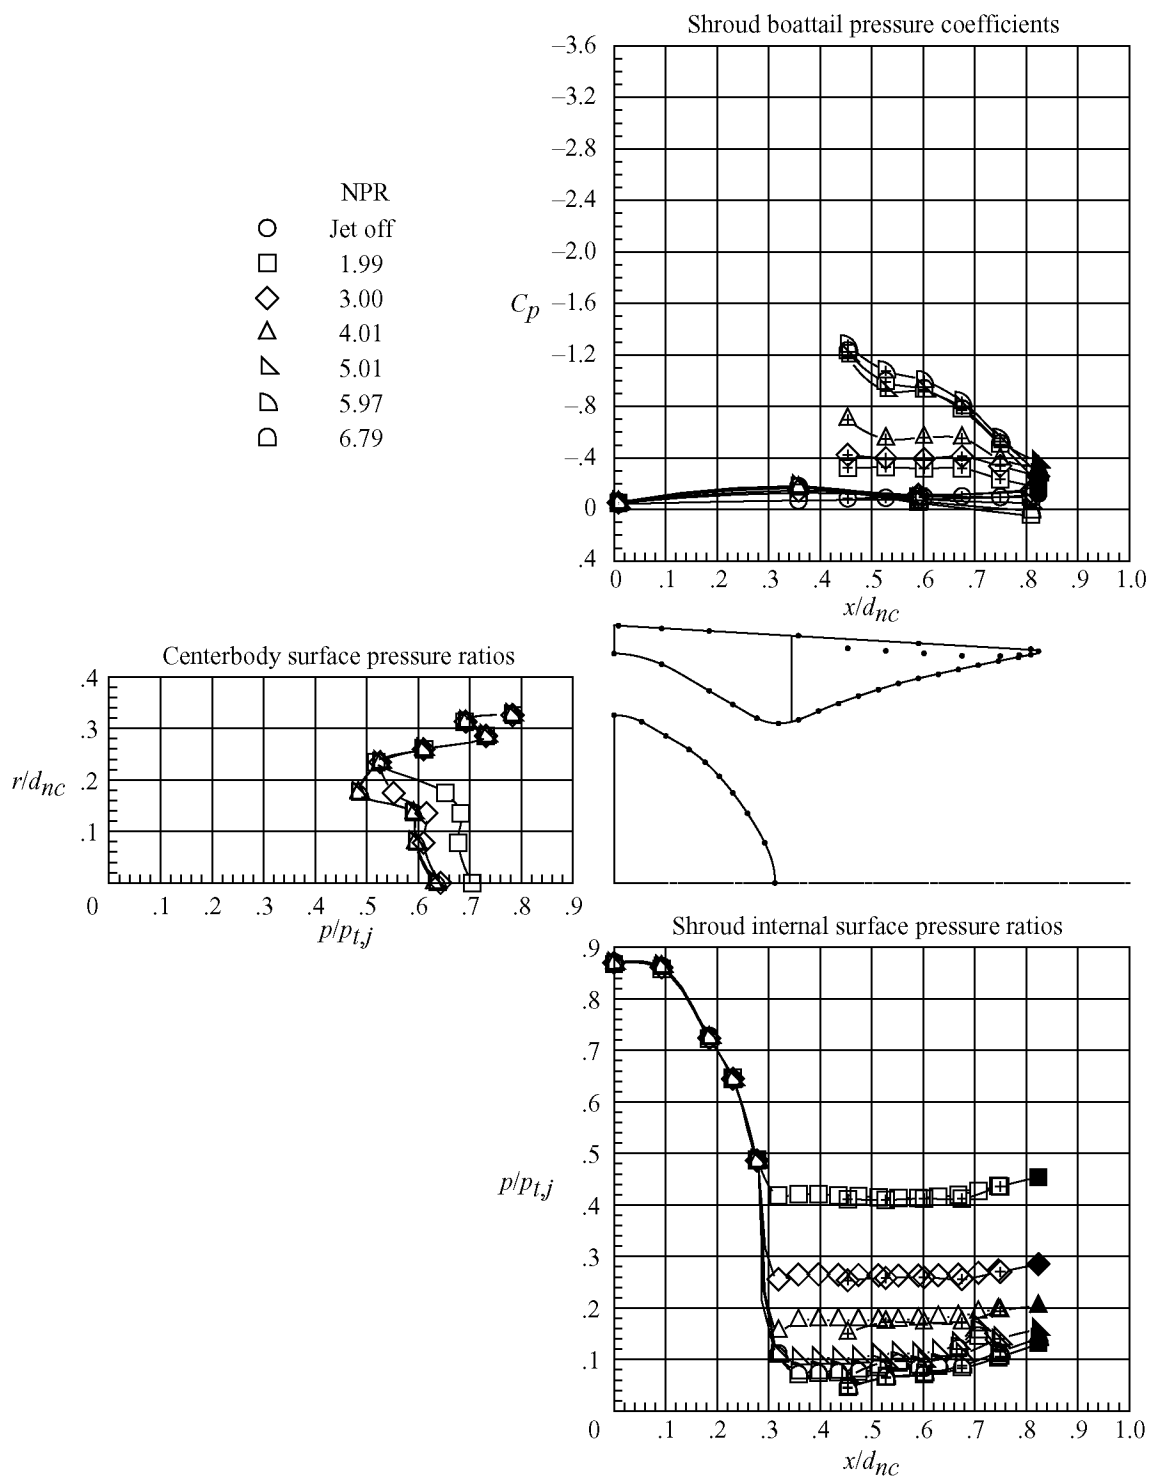 Shroud boattail pressure coefficients
–3.6
–3.2
–2.8
–2.4
–2.0
–1.6
–1.2
–.8
–.4
0
.4
C_p
0 .1 .2 .3 .4 .5 .6 .7 .8 .9 1.0
x/d_nc
NPR
Jet off
1.99
3.00
4.01
5.01
5.97
6.79
Centerbody surface pressure ratios
.4
.3
.2
.1
r/d_nc
0 .1 .2 .3 .4 .5 .6 .7 .8 .9
p/p_t,j
Shroud internal surface pressure ratios
.9
.8
.7
.6
.5
.4
.3
.2
.1
p/p_t,j
0 .1 .2 .3 .4 .5 .6 .7 .8 .9 1.0
x/d_nc